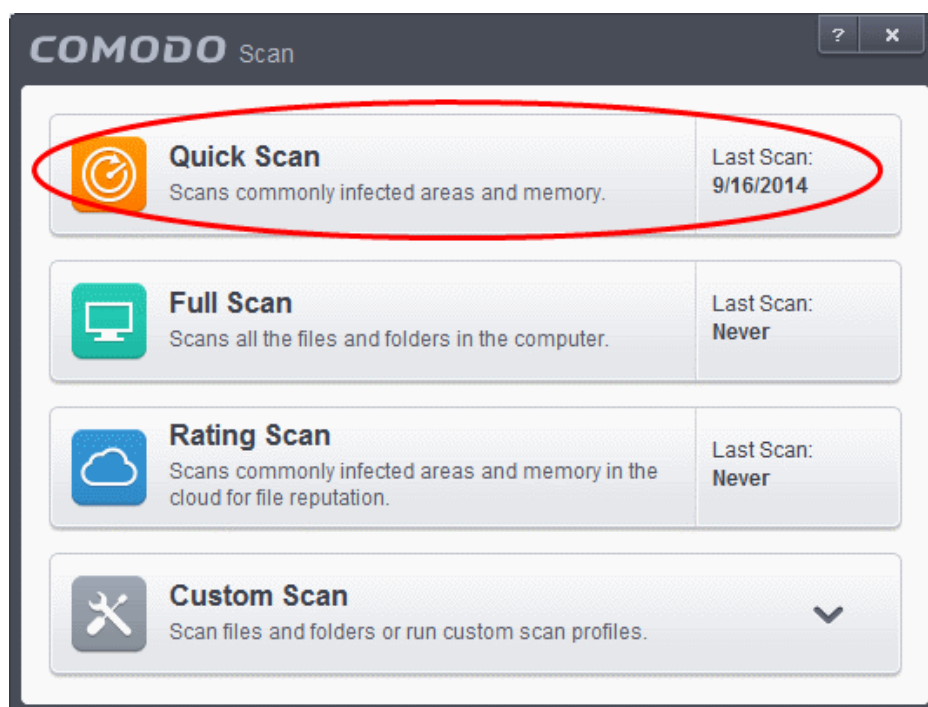 COMODO Scan
? x
Quick Scan
Scans commonly infected areas and memory.
Last Scan:
9/16/2014
Full Scan
Scans all the files and folders in the computer.
Last Scan:
Never
Rating Scan
Scans commonly infected areas and memory in the
cloud for file reputation.
Last Scan:
Never
Custom Scan
Scan files and folders or run custom scan profiles.